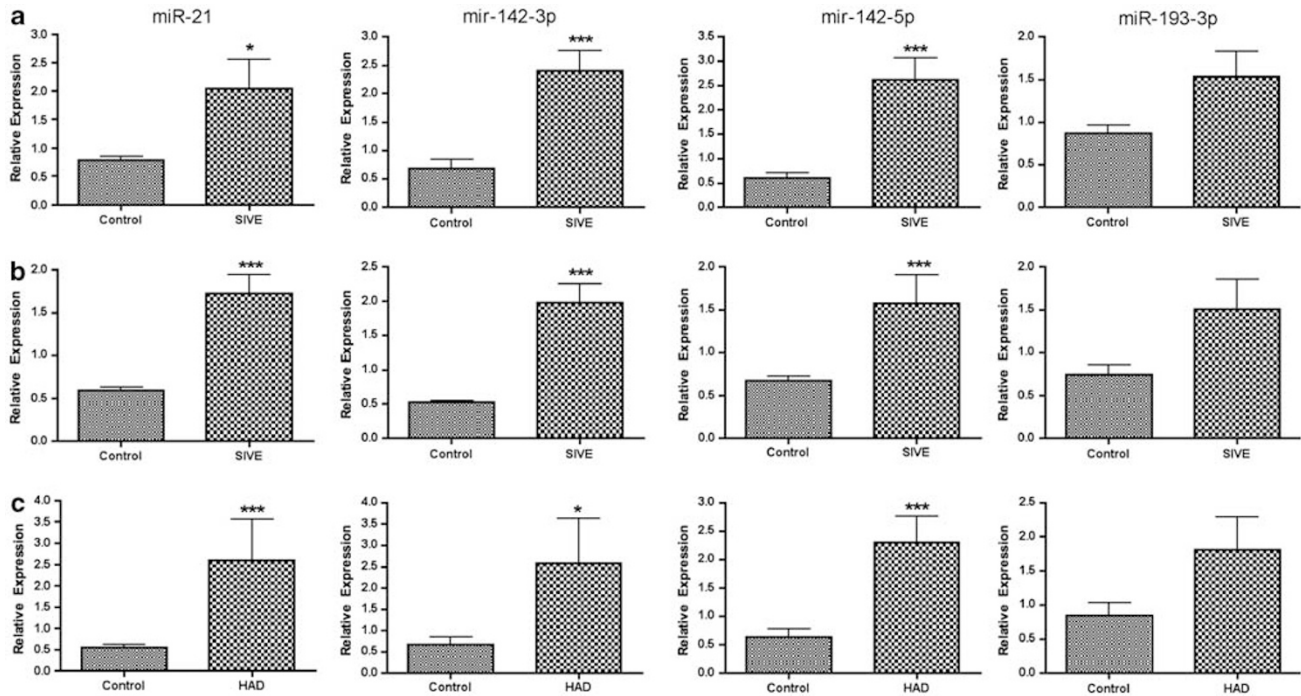 a
miR-21
mir-142-3p
mir-142-5p
miR-193-3p
Relative Expression
3.0
2.5
2.0
1.5
1.0
0.5
0.0
*
Control
SIVE
Relative Expression
3.0
2.5
2.0
1.5
1.0
0.5
0.0
***
Control
SIVE
Relative Expression
3.5
3.0
2.5
2.0
1.5
1.0
0.5
0.0
***
Control
SIVE
Relative Expression
2.0
1.5
1.0
0.5
0.0
Control
SIVE
b
Relative Expression
2.0
1.5
1.0
0.5
0.0
***
Control
SIVE
Relative Expression
2.5
2.0
1.5
1.0
0.5
0.0
***
Control
SIVE
Relative Expression
2.0
1.5
1.0
0.5
0.0
***
Control
SIVE
Relative Expression
2.0
1.5
1.0
0.5
0.0
Control
SIVE
c
Relative Expression
4.0
3.5
3.0
2.5
2.0
1.5
1.0
0.5
0.0
***
Control
HAD
Relative Expression
4.0
3.5
3.0
2.5
2.0
1.5
1.0
0.5
0.0
*
Control
HAD
Relative Expression
3.0
2.5
2.0
1.5
1.0
0.5
0.0
***
Control
HAD
Relative Expression
2.5
2.0
1.5
1.0
0.5
0.0
Control
HAD